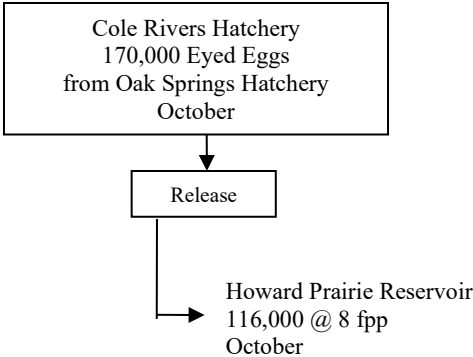 Cole Rivers Hatchery
170,000 Eyed Eggs
from Oak Springs Hatchery
October
Release
Howard Prairie Reservoir
116,000 @ 8 fpp
October